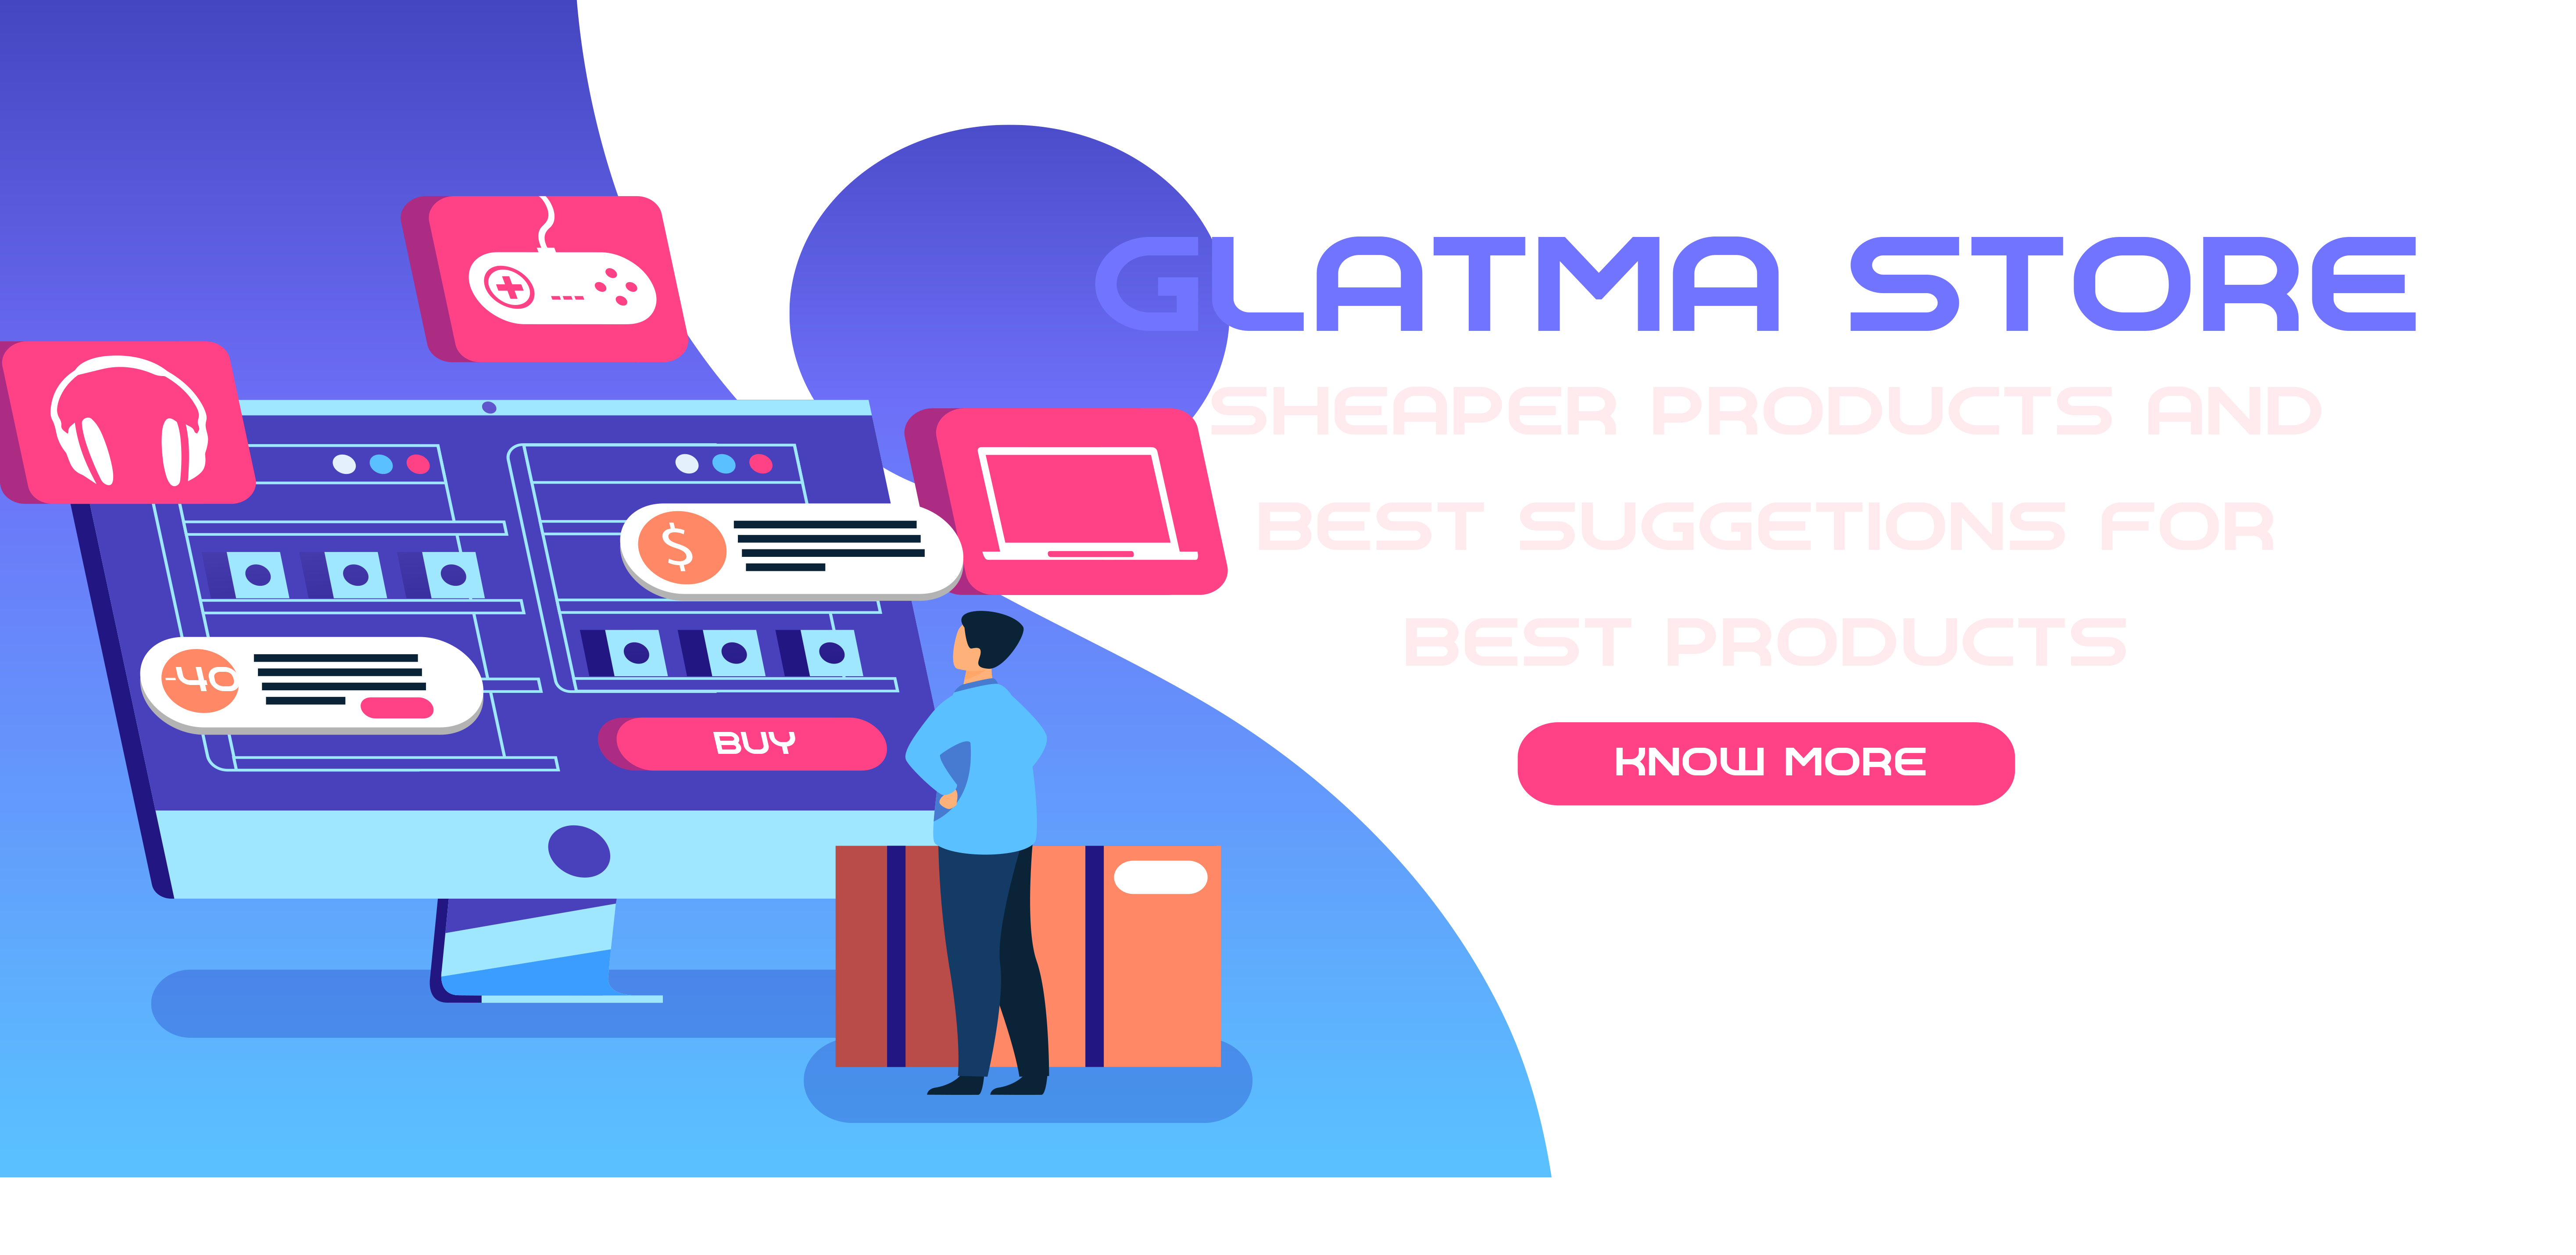 GLATMA STORE
SHEAPER PRODUCTS AND
BEST SUGGETIONS FOR
BEST PRODUCTS
KNOW MORE
$
-40
BUY